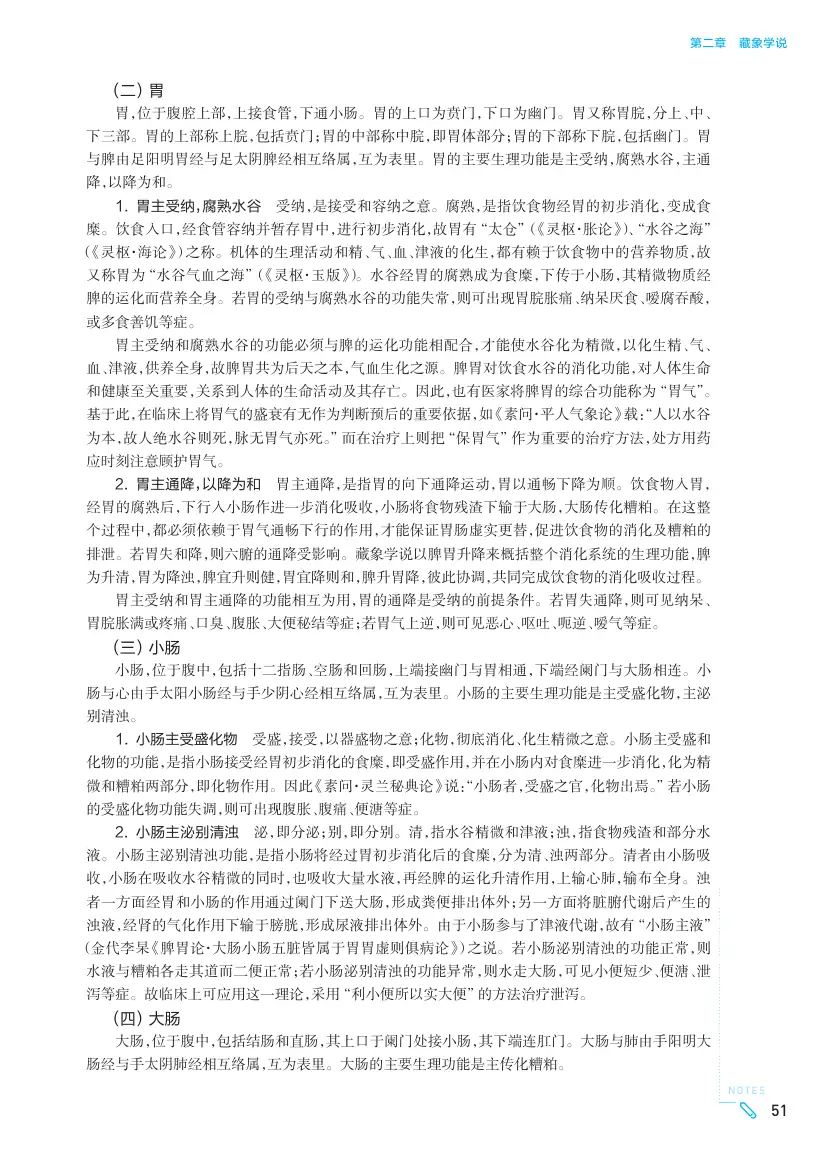 第二章　藏象学说
（二）胃
胃，位于腹腔上部，上接食管，下通小肠。胃的上口为贲门，下口为幽门。胃又称胃脘，分上、中、
下三部。胃的上部称上脘，包括贲门；胃的中部称中脘，即胃体部分；胃的下部称下脘，包括幽门。胃
与脾由足阳明胃经与足太阴脾经相互络属，互为表里。胃的主要生理功能是主受纳，腐熟水谷，主通
降，以降为和。
1. 胃主受纳，腐熟水谷　受纳，是接受和容纳之意。腐熟，是指饮食物经胃的初步消化，变成食
糜。饮食入口，经食管容纳并暂存胃中，进行初步消化，故胃有“太仓”（《灵枢·胀论》）、“水谷之海”
（《灵枢·海论》）之称。机体的生理活动和精、气、血、津液的化生，都有赖于饮食物中的营养物质，故
又称胃为“水谷气血之海”（《灵枢·玉版》）。水谷经胃的腐熟成为食糜，下传于小肠，其精微物质经
脾的运化而营养全身。若胃的受纳与腐熟水谷的功能失常，则可出现胃脘胀痛、纳呆厌食、嗳腐吞酸，
或多食善饥等症。
胃主受纳和腐熟水谷的功能必须与脾的运化功能相配合，才能使水谷化为精微，以化生精、气、
血、津液，供养全身，故脾胃共为后天之本，气血生化之源。脾胃对饮食水谷的消化功能，对人体生命
和健康至关重要，关系到人体的生命活动及其存亡。因此，也有医家将脾胃的综合功能称为“胃气”。
基于此，在临床上将胃气的盛衰有无作为判断预后的重要依据，如《素问·平人气象论》载：“人以水谷
为本，故人绝水谷则死，脉无胃气亦死。”而在治疗上则把“保胃气”作为重要的治疗方法，处方用药
应时刻注意顾护胃气。
2. 胃主通降，以降为和　胃主通降，是指胃的向下通降运动，胃以通畅下降为顺。饮食物入胃，
经胃的腐熟后，下行入小肠作进一步消化吸收，小肠将食物残渣下输于大肠，大肠传化糟粕。在这整
个过程中，都必须依赖于胃气通畅下行的作用，才能保证胃肠虚实更替，促进饮食物的消化及糟粕的
排泄。若胃失和降，则六腑的通降受影响。藏象学说以脾胃升降来概括整个消化系统的生理功能，脾
为升清，胃为降浊，脾宜升则健，胃宜降则和，脾升胃降，彼此协调，共同完成饮食物的消化吸收过程。
胃主受纳和胃主通降的功能相互为用，胃的通降是受纳的前提条件。若胃失通降，则可见纳呆、
胃脘胀满或疼痛、口臭、腹胀、大便秘结等症；若胃气上逆，则可见恶心、呕吐、呃逆、嗳气等症。
（三）小肠
小肠，位于腹中，包括十二指肠、空肠和回肠，上端接幽门与胃相通，下端经阑门与大肠相连。小
肠与心由手太阳小肠经与手少阴心经相互络属，互为表里。小肠的主要生理功能是主受盛化物，主泌
别清浊。
1. 小肠主受盛化物　受盛，接受，以器盛物之意；化物，彻底消化、化生精微之意。小肠主受盛和
化物的功能，是指小肠接受经胃初步消化的食糜，即受盛作用，并在小肠内对食糜进一步消化，化为精
微和糟粕两部分，即化物作用。因此《素问·灵兰秘典论》说：“小肠者，受盛之官，化物出焉。”若小肠
的受盛化物功能失调，则可出现腹胀、腹痛、便溏等症。
2. 小肠主泌别清浊　泌，即分泌；别，即分别。清，指水谷精微和津液；浊，指食物残渣和部分水
液。小肠主泌别清浊功能，是指小肠将经过胃初步消化后的食糜，分为清、浊两部分。清者由小肠吸
收，小肠在吸收水谷精微的同时，也吸收大量水液，再经脾的运化升清作用，上输心肺，输布全身。浊
者一方面经胃和小肠的作用通过阑门下送大肠，形成粪便排出体外；另一方面将脏腑代谢后产生的
浊液，经肾的气化作用下输于膀胱，形成尿液排出体外。由于小肠参与了津液代谢，故有“小肠主液”
（金代李杲《脾胃论·大肠小肠五脏皆属于胃胃虚则俱病论》）之说。若小肠泌别清浊的功能正常，则
水液与糟粕各走其道而二便正常；若小肠泌别清浊的功能异常，则水走大肠，可见小便短少、便溏、泄
泻等症。故临床上可应用这一理论，采用“利小便所以实大便”的方法治疗泄泻。
（四）大肠
大肠，位于腹中，包括结肠和直肠，其上口于阑门处接小肠，其下端连肛门。大肠与肺由手阳明大
肠经与手太阴肺经相互络属，互为表里。大肠的主要生理功能是主传化糟粕。
NOTES
51